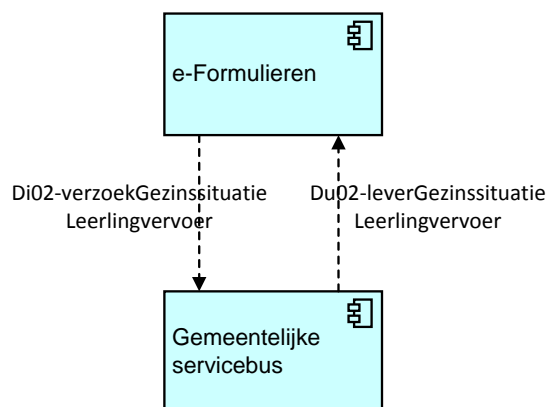 e-Formulieren
Di02-verzoekGezinssituatie
Leerlingvervoer
Du02-leverGezinssituatie
Leerlingvervoer
Gemeentelijke
servicebus